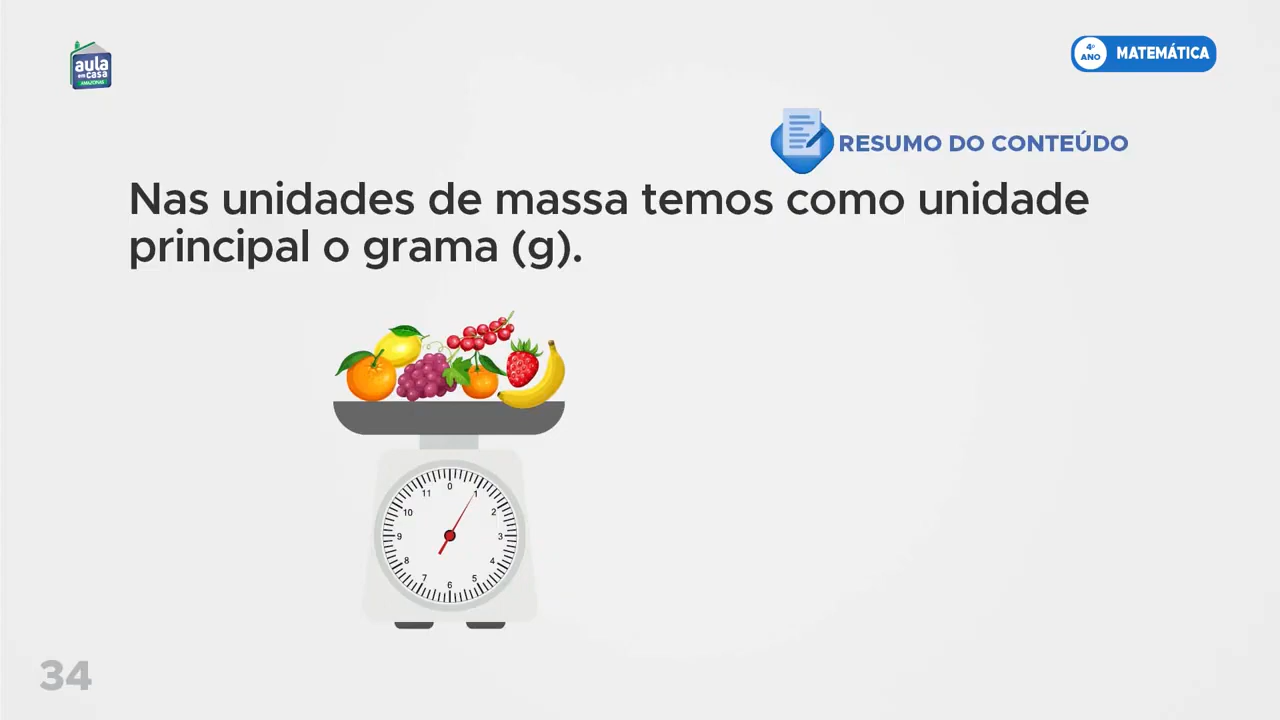 aula
em casa
AMAZONAS
4º
ANO
MATEMÁTICA
RESUMO DO CONTEÚDO
Nas unidades de massa temos como unidade
principal o grama (g).
0
1
2
3
4
5
6
7
8
9
10
11
34